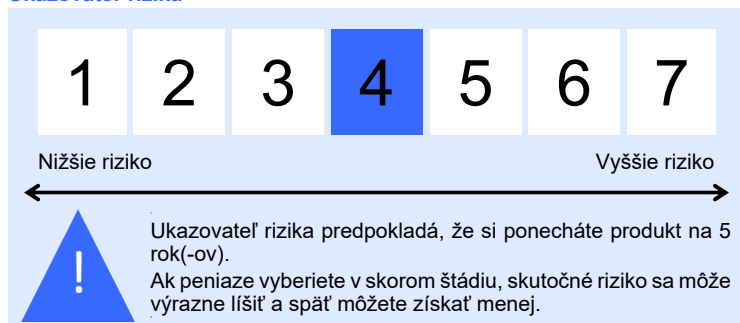 1 2 3 4 5 6 7
Nižšie riziko Vyššie riziko
!
Ukazovateľ rizika predpokladá, že si ponecháte produkt na 5
rok(-ov).
Ak peniaze vyberiete v skorom štádiu, skutočné riziko sa môže
výrazne líšiť a späť môžete získať menej.